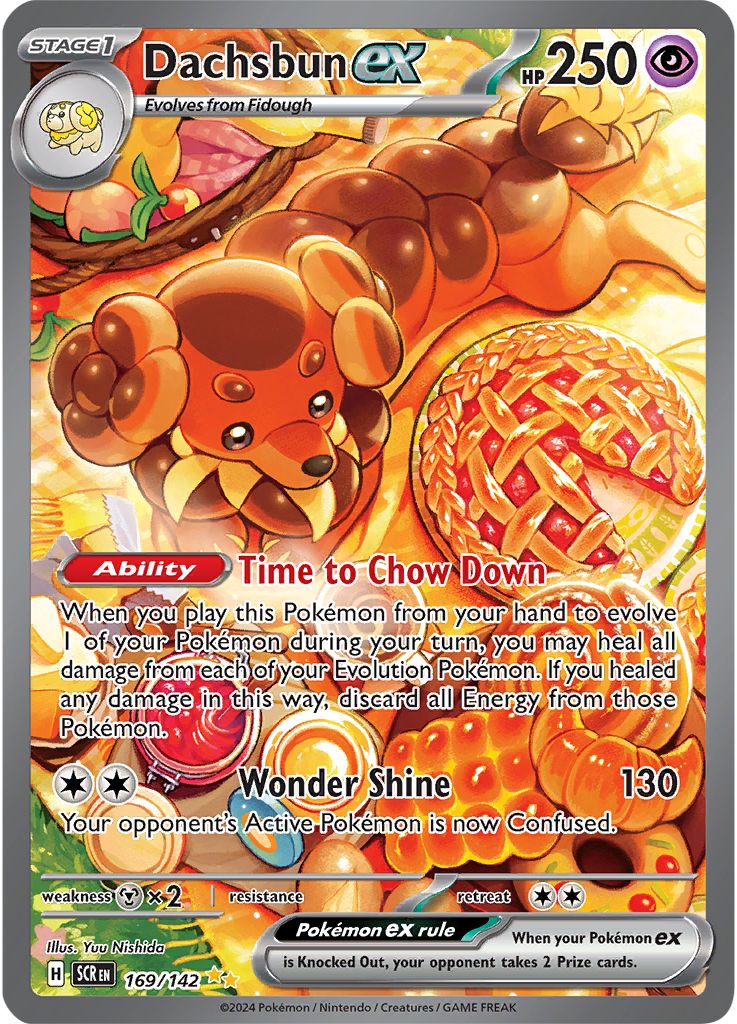 STAGE1
Dachsbun ex HP250
Evolves from Fidough
Ability Time to Chow Down
When you play this Pokémon from your hand to evolve
1 of your Pokémon during your turn, you may heal all
damage from each of your Evolution Pokémon. If you healed
any damage in this way, discard all Energy from those
Pokémon.
Wonder Shine 130
Your opponent's Active Pokémon is now Confused.
weakness ×2 resistance retreat
Illus. Yuu Nishida
Pokémon ex rule When your Pokémon ex
is Knocked Out, your opponent takes 2 Prize cards.
H SCR EN 169/142
©2024 Pokémon / Nintendo / Creatures / GAME FREAK